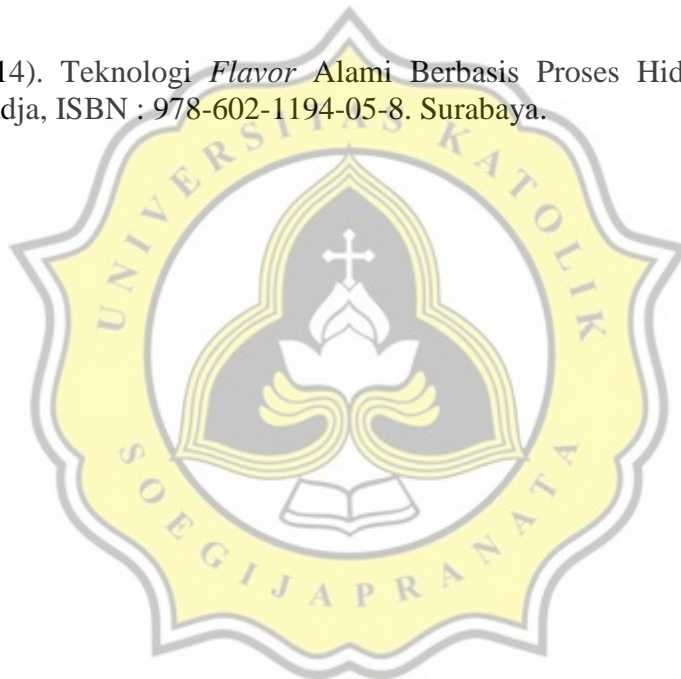 14). Teknologi Flavor Alami Berbasis Proses Hid
dja, ISBN : 978-602-1194-05-8. Surabaya.
UNIVERSITAS KATOLIK
SOEGIJAPRANATA